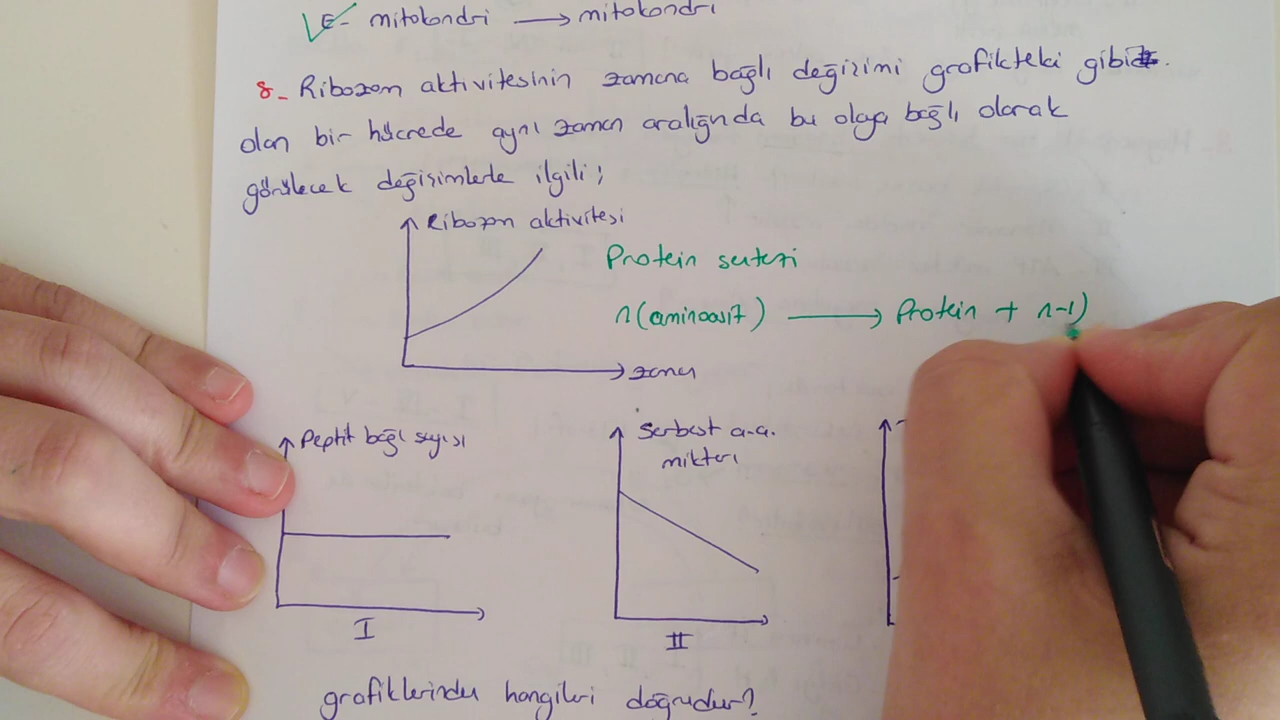 E- mitokondri → mitokondri
8- Ribozom aktivitesinin zamana bağlı değişimi grafikteki gibi
olan bir hücrede aynı zaman aralığında bu olaya bağlı olarak
görülecek değişimlerle ilgili;
Ribozom aktivitesi
zaman
Protein sentezi
n(aminoasit) → Protein + n-1)
Peptit bağı sayısı
I
Serbest a.a.
miktarı
II
grafiklerinden hangileri doğrudur?